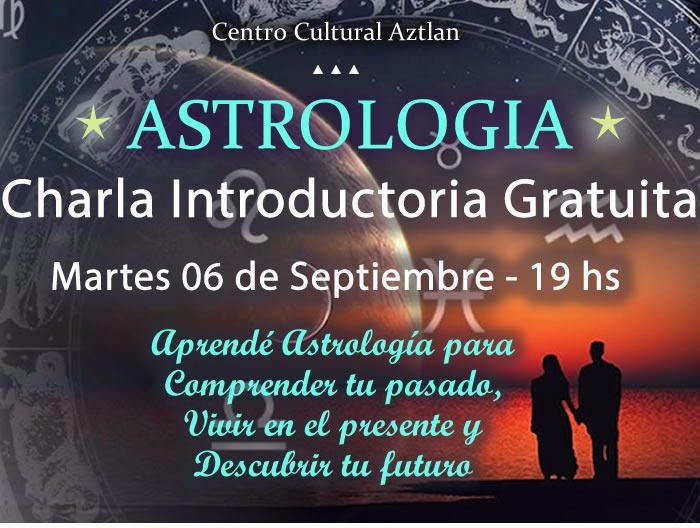 Centro Cultural Aztlan
ASTROLOGIA
Charla Introductoria Gratuita
Martes 06 de Septiembre - 19 hs
Aprendé Astrología para
Comprender tu pasado,
Vivir en el presente y
Descubrir tu futuro